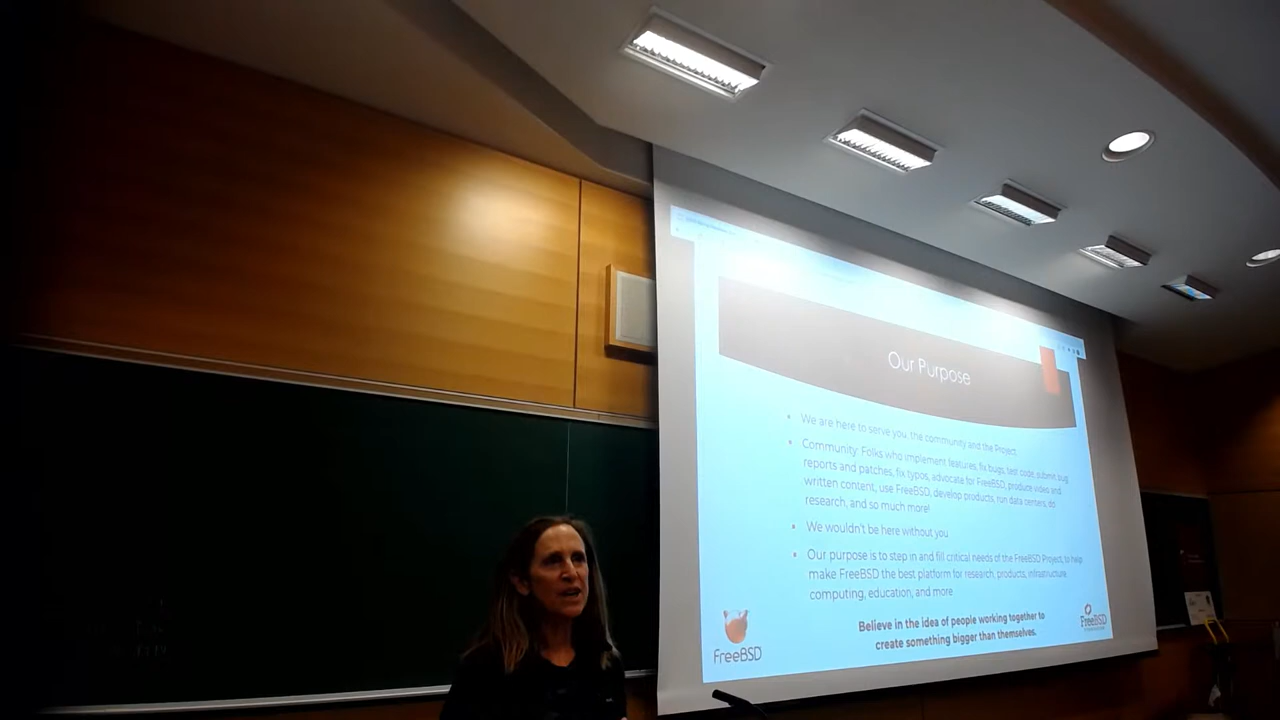 Our Purpose
We are here to serve you, the community and the Project
Community: Folks who implement features, fix bugs, test code, submit bug
reports and patches, fix typos, advocate for FreeBSD, produce video and
written content, use FreeBSD, develop products, run data centers, do
research, and so much more!
We wouldn't be here without you
Our purpose is to step in and fill critical needs of the FreeBSD Project, to help
make FreeBSD the best platform for research, products, infrastructure,
computing, education, and more
Believe in the idea of people working together to
create something bigger than themselves.
FreeBSD
FreeBSD